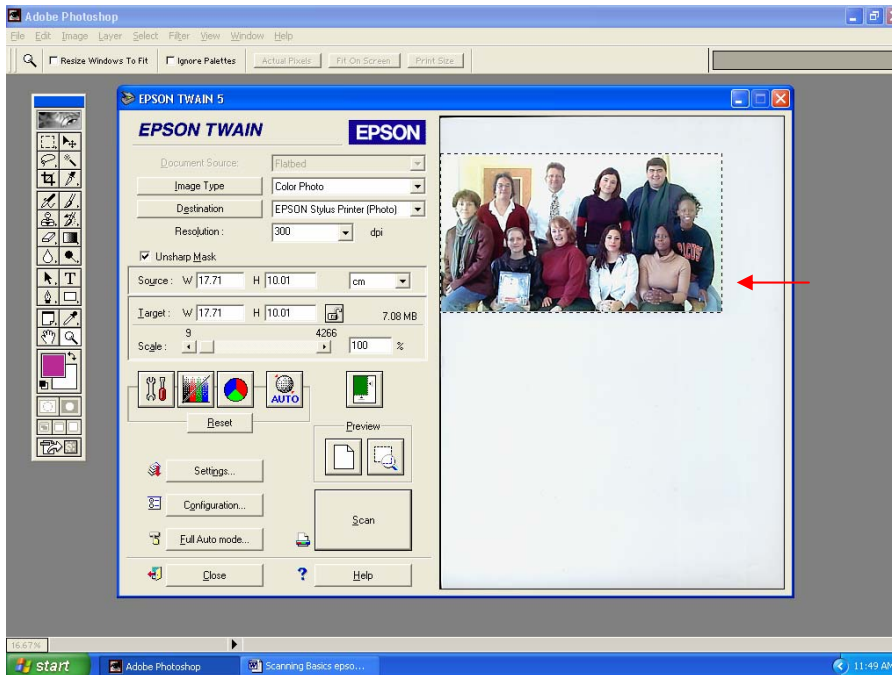 Adobe Photoshop
File Edit Image Layer Select Filter View Window Help
Resize Windows To Fit Ignore Palettes Actual Pixels Fit On Screen Print Size
EPSON TWAIN 5
EPSON TWAIN EPSON
Document Source: Flatbed
Image Type Color Photo
Destination EPSON Stylus Printer (Photo)
Resolution: 300 dpi
Unsharp Mask
Source: W 17.71 H 10.01 cm
Target: W 17.71 H 10.01 7.08 MB
9 4266
Scale: 100 %
AUTO
Reset
Preview
Settings...
Configuration...
Scan
Full Auto mode...
Close ? Help
T
16.67%
start Adobe Photoshop Scanning Basics epso... 11:49 AM